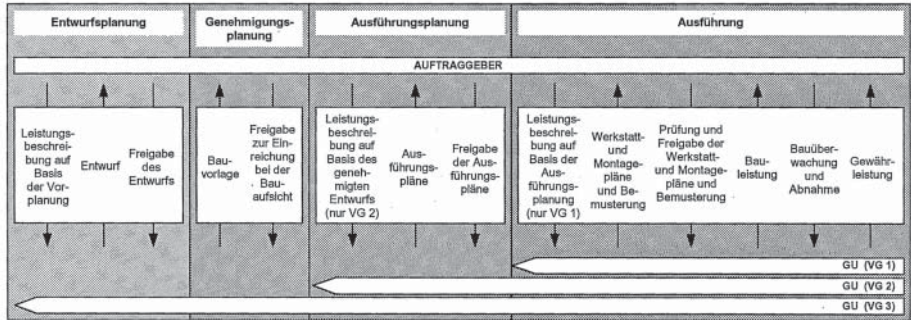 Entwurfsplanung
Genehmigungs-
planung
Ausführungsplanung
Ausführung
AUFTRAGGEBER
Leistungs-
beschrei-
bung auf
Basis
der Vor-
planung
Entwurf
Freigabe
des
Entwurfs
Bau-
vorlage
Freigabe
zur Ein-
reichung
bei der
Bau-
aufsicht
Leistungs-
beschrei-
bung auf
Basis des
geneh-
migten
Entwurfs
(nur VG 2)
Aus-
führungs-
pläne
Freigabe
der Aus-
führungs-
pläne
Leistungs-
beschrei-
bung auf
Basis der
Aus-
führungs-
planung
(nur VG 1)
Werkstatt-
und
Montage-
pläne
und Be-
musterung
Prüfung und
Freigabe der
Werkstatt-
und Montage-
pläne und
Bemusterung
Bau-
leistung
Bauüber-
wachung
und
Abnahme
Gewähr-
leistung
GU (VG 1)
GU (VG 2)
GU (VG 3)